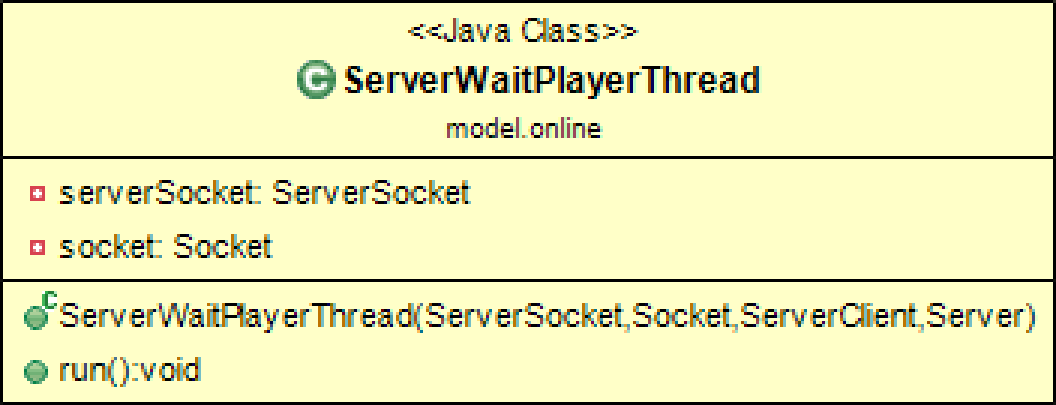 <<Java Class>>
ServerWaitPlayerThread
model.online
serverSocket: ServerSocket
socket: Socket
ServerWaitPlayerThread(ServerSocket,Socket,ServerClient,Server)
run():void